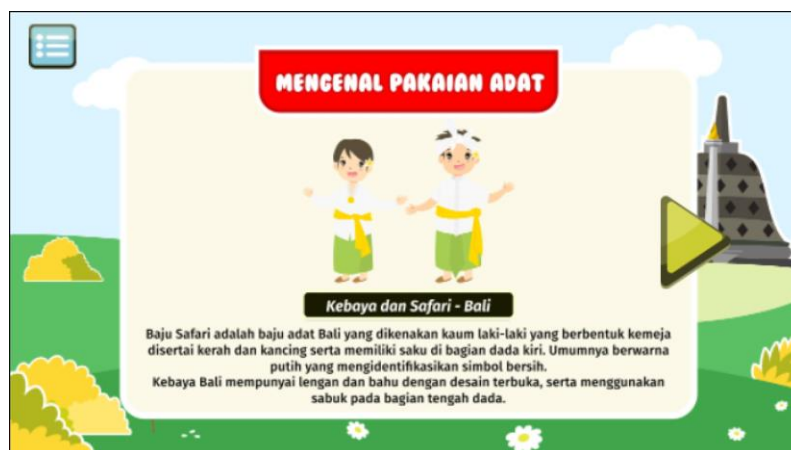 MENGENAL PAKAIAN ADAT
Kebaya dan Safari - Bali
Baju Safari adalah baju adat Bali yang dikenakan kaum laki-laki yang berbentuk kemeja
disertai kerah dan kancing serta memiliki saku di bagian dada kiri. Umumnya berwarna
putih yang mengidentifikasikan simbol bersih.
Kebaya Bali mempunyai lengan dan bahu dengan desain terbuka, serta menggunakan
sabuk pada bagian tengah dada.